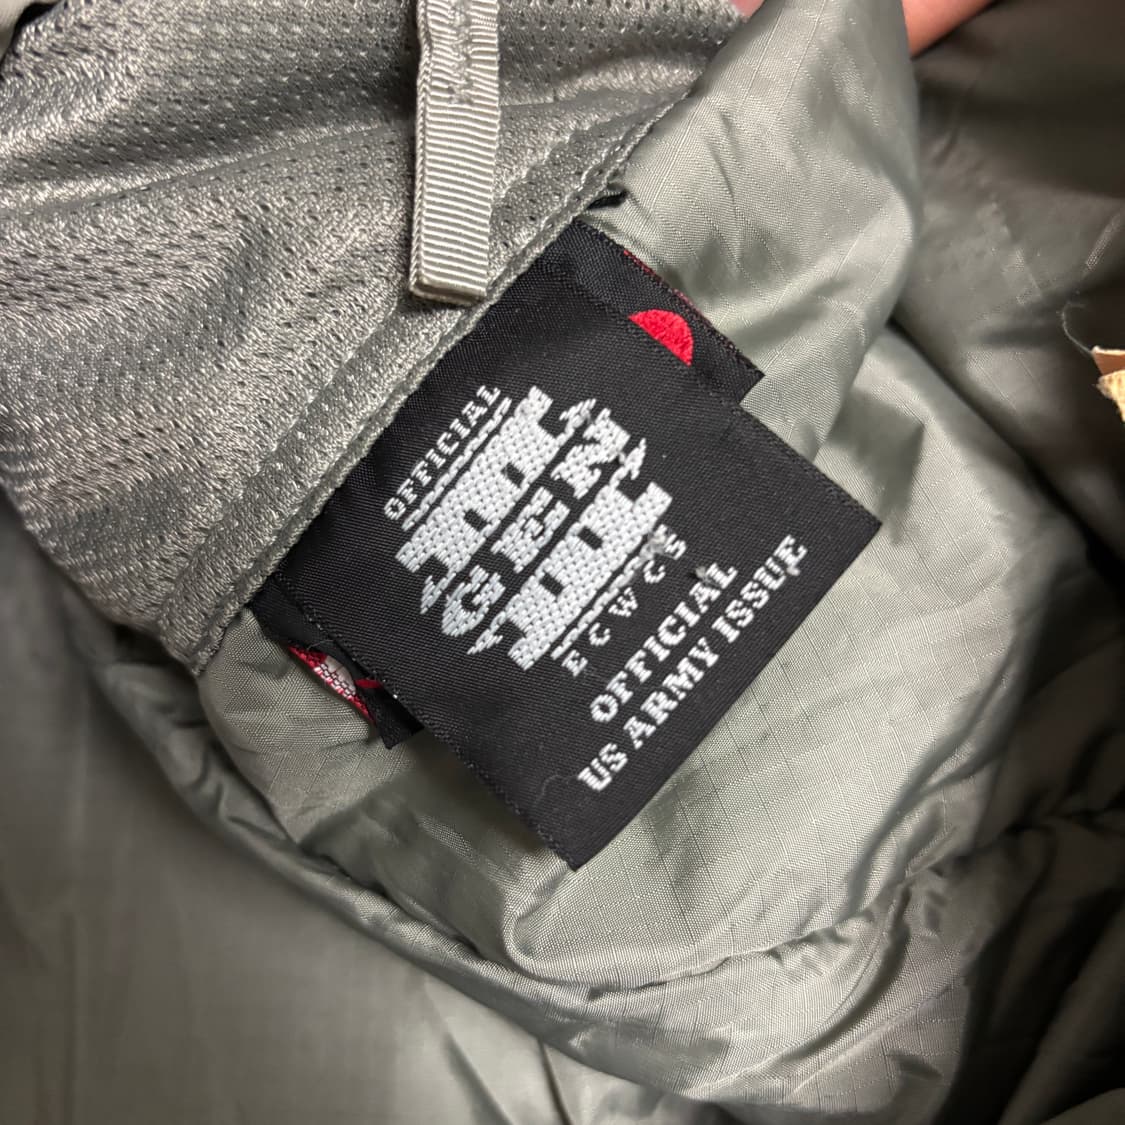 OFFICIAL
GEN
III
ECWCS
OFFICIAL
US ARMY ISSUE